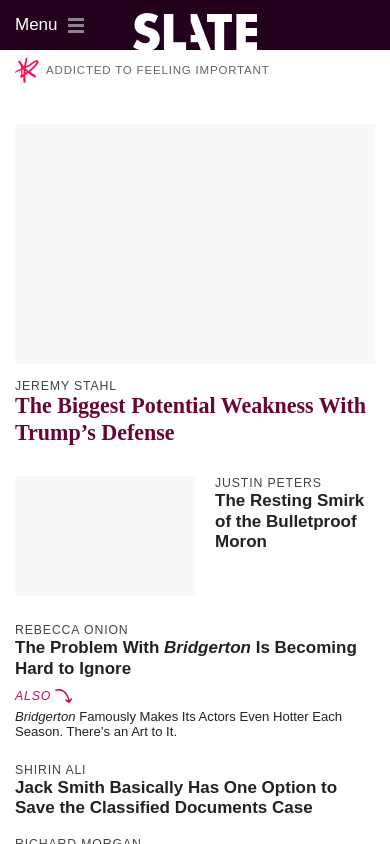 Menu
SLATE
ADDICTED TO FEELING IMPORTANT
JEREMY STAHL
The Biggest Potential Weakness With
Trump’s Defense
JUSTIN PETERS
The Resting Smirk
of the Bulletproof
Moron
REBECCA ONION
The Problem With Bridgerton Is Becoming
Hard to Ignore
ALSO
Bridgerton Famously Makes Its Actors Even Hotter Each
Season. There’s an Art to It.
SHIRIN ALI
Jack Smith Basically Has One Option to
Save the Classified Documents Case
RICHARD MORGAN